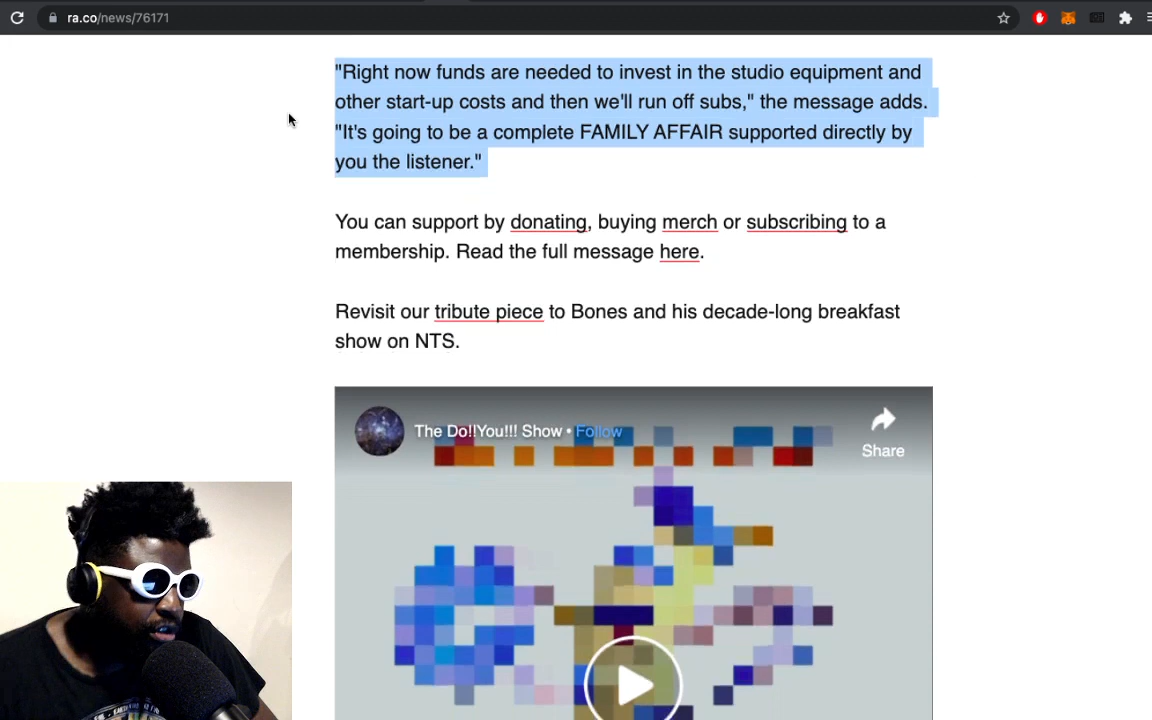 ra.co/news/76171
"Right now funds are needed to invest in the studio equipment and
other start-up costs and then we'll run off subs," the message adds.
"It's going to be a complete FAMILY AFFAIR supported directly by
you the listener."
You can support by donating, buying merch or subscribing to a
membership. Read the full message here.
Revisit our tribute piece to Bones and his decade-long breakfast
show on NTS.
The Do!!You!!! Show • Follow
Share